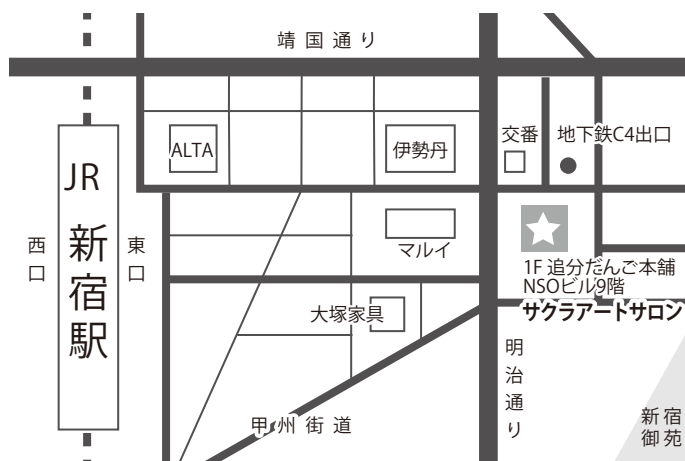 靖国通り
ALTA
伊勢丹
交番
地下鉄C4出口
JR
新宿駅
西口
東口
マルイ
1F 追分だんご本舗
NSOビル9階
サクラアートサロン
大塚家具
明治通り
甲州街道
新宿
御苑